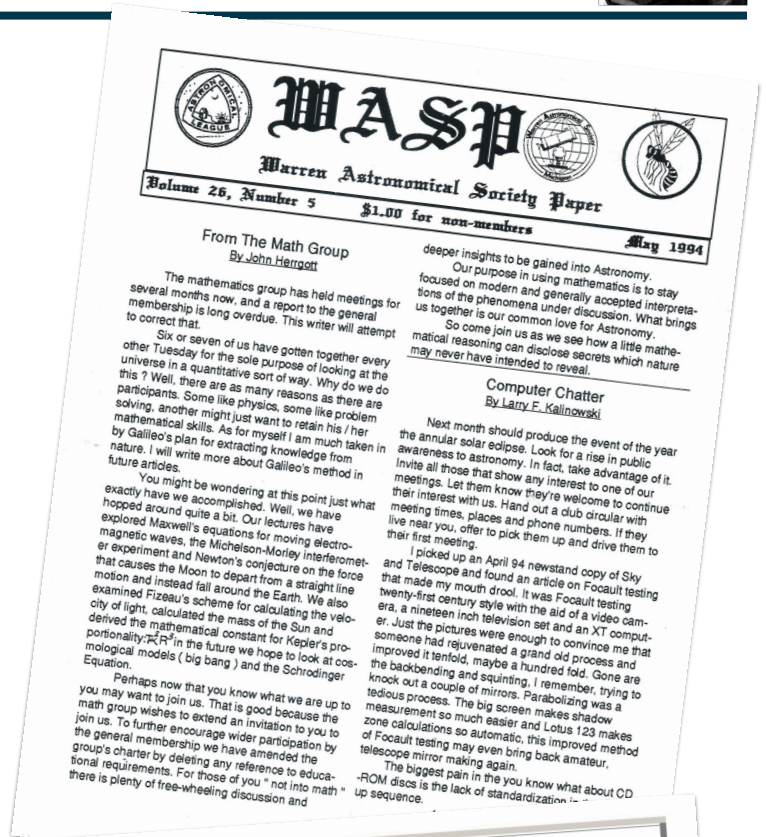 ASTRONOMICAL LEAGUE
WASP
Warren Astronomical Society Paper
Volume 26, Number 5
$1.00 for non-members
May 1994
From The Math Group
By John Herrgott
The mathematics group has held meetings for
several months now, and a report to the general
membership is long overdue. This writer will attempt
to correct that.
Six or seven of us have gotten together every
other Tuesday for the sole purpose of looking at the
universe in a quantitative sort of way. Why do we do
this ? Well, there are as many reasons as there are
participants. Some like physics, some like problem
solving, another might just want to retain his / her
mathematical skills. As for myself I am much taken in
by Galileo's plan for extracting knowledge from
nature. I will write more about Galileo's method in
future articles.
You might be wondering at this point just what
exactly have we accomplished. Well, we have
hopped around quite a bit. Our lectures have
explored Maxwell's equations for moving electro-
magnetic waves, the Michelson-Morley interferomet-
er experiment and Newton's conjecture on the force
that causes the Moon to depart from a straight line
motion and instead fall around the Earth. We also
examined Fizeau's scheme for calculating the velo-
city of light, calculated the mass of the Sun and
derived the mathematical constant for Kepler's pro-
portionality: in the future we hope to look at cos-
mological models ( big bang ) and the Schrodinger
Equation.
Perhaps now that you know what we are up to
you may want to join us. That is good because the
math group wishes to extend an invitation to you to
join us. To further encourage wider participation by
the general membership we have amended the
group's charter by deleting any reference to educa-
tional requirements. For those of you " not into math "
there is plenty of free-wheeling discussion and
deeper insights to be gained into Astronomy.
Our purpose in using mathematics is to stay
focused on modern and generally accepted interpreta-
tions of the phenomena under discussion. What brings
us together is our common love for Astronomy.
So come join us as we see how a little mathe-
matical reasoning can disclose secrets which nature
may never have intended to reveal.
Computer Chatter
By Larry F. Kalinowski
Next month should produce the event of the year
the annular solar eclipse. Look for a rise in public
awareness to astronomy. In fact, take advantage of it.
Invite all those that show any interest to one of our
meetings. Let them know they're welcome to continue
their interest with us. Hand out a club circular with
meeting times, places and phone numbers. If they
live near you, offer to pick them up and drive them to
their first meeting.
I picked up an April 94 newstand copy of Sky
and Telescope and found an article on Focault testing
that made my mouth drool. It was Focault testing
twenty-first century style with the aid of a video cam-
era, a nineteen inch television set and an XT comput-
er. Just the pictures were enough to convince me that
someone had rejuvenated a grand old process and
improved it tenfold, maybe a hundred fold. Gone are
the backbending and squinting, I remember, trying to
knock out a couple of mirrors. Parabolizing was a
tedious process. The big screen makes shadow
measurement so much easier and Lotus 123 makes
zone calculations so automatic, this improved method
of Focault testing may even bring back amateur,
telescope mirror making again.
The biggest pain in the you know what about CD
-ROM discs is the lack of standardization
up sequence.